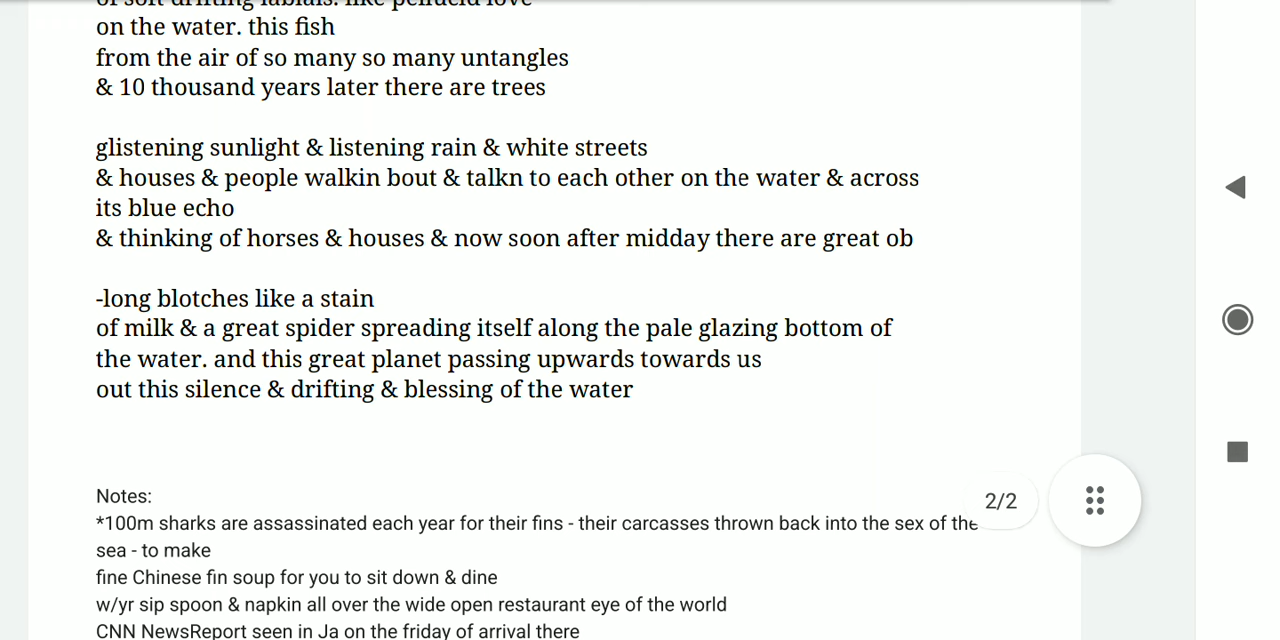 of soft drifting labials. like pellucid love
on the water. this fish
from the air of so many so many untangles
& 10 thousand years later there are trees
glistening sunlight & listening rain & white streets
& houses & people walkin bout & talkn to each other on the water & across
its blue echo
& thinking of horses & houses & now soon after midday there are great ob
-long blotches like a stain
of milk & a great spider spreading itself along the pale glazing bottom of
the water. and this great planet passing upwards towards us
out this silence & drifting & blessing of the water
Notes:
*100m sharks are assassinated each year for their fins - their carcasses thrown back into the sex of the
sea - to make
fine Chinese fin soup for you to sit down & dine
w/yr sip spoon & napkin all over the wide open restaurant eye of the world
CNN NewsReport seen in Ja on the friday of arrival there
2/2